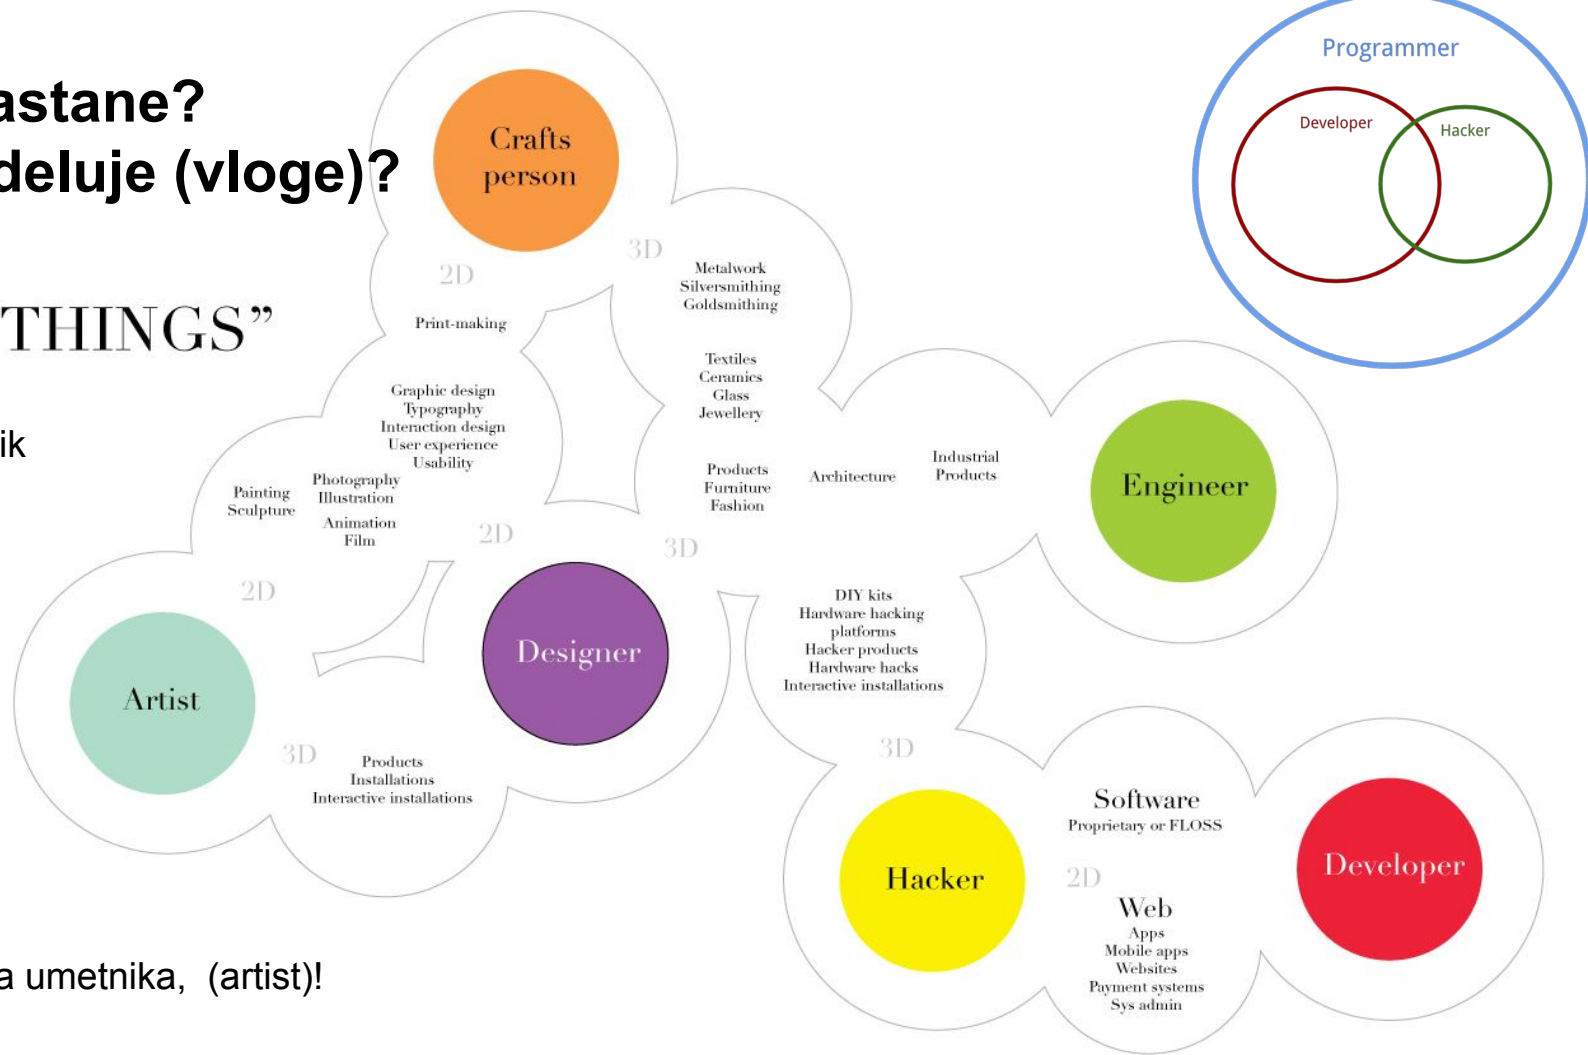 astane?
deluje (vloge)?
THINGS”
ik
a umetnika, (artist)!
Programmer
Developer
Hacker
Crafts
person
2D
3D
Print-making
Metalwork
Silversmithing
Goldsmithing
Textiles
Ceramics
Glass
Jewellery
Graphic design
Typography
Interaction design
User experience
Usability
Photography
Illustration
Animation
Film
Painting
Sculpture
2D
2D
3D
Products
Furniture
Fashion
Architecture
Industrial
Products
Engineer
Artist
Designer
3D
Products
Installations
Interactive installations
DIY kits
Hardware hacking
platforms
Hacker products
Hardware hacks
Interactive installations
3D
Hacker
Software
Proprietary or FLOSS
2D
Web
Apps
Mobile apps
Websites
Payment systems
Sys admin
Developer